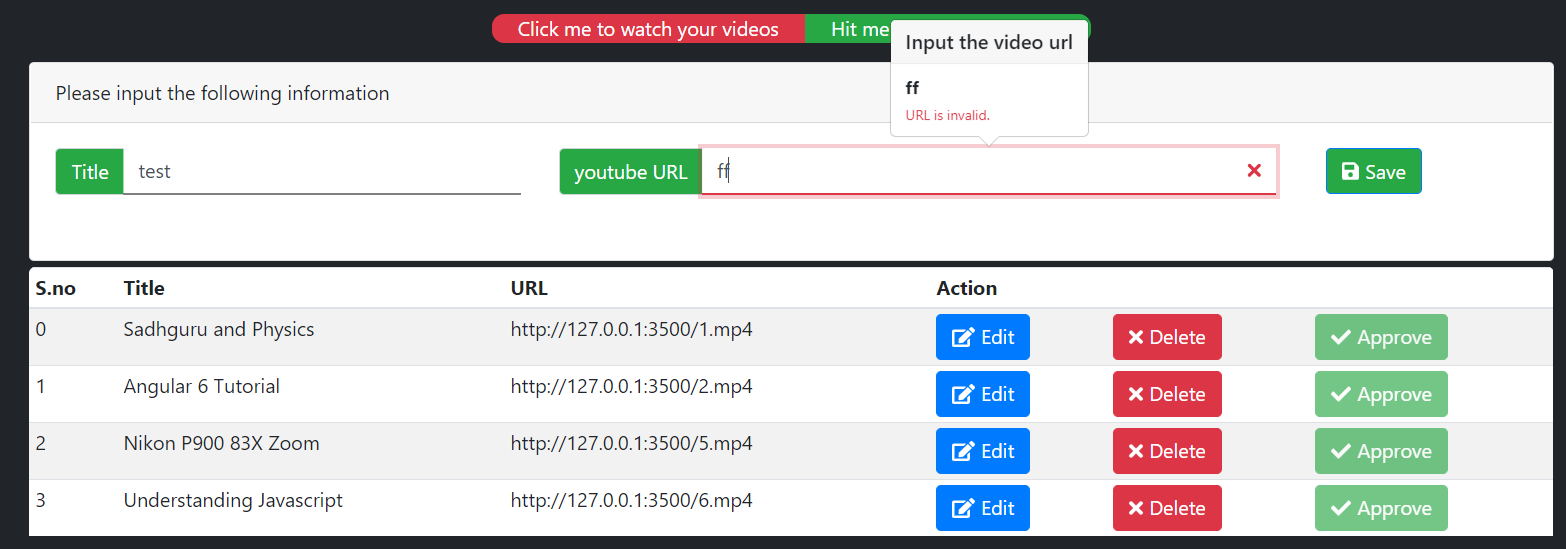 Click me to watch your videos Hit me
Input the video url
ff
URL is invalid.
Please input the following information
Title test youtube URL ff Save
S.no Title URL Action
0 Sadhguru and Physics http://127.0.0.1:3500/1.mp4 Edit Delete Approve
1 Angular 6 Tutorial http://127.0.0.1:3500/2.mp4 Edit Delete Approve
2 Nikon P900 83X Zoom http://127.0.0.1:3500/5.mp4 Edit Delete Approve
3 Understanding Javascript http://127.0.0.1:3500/6.mp4 Edit Delete Approve